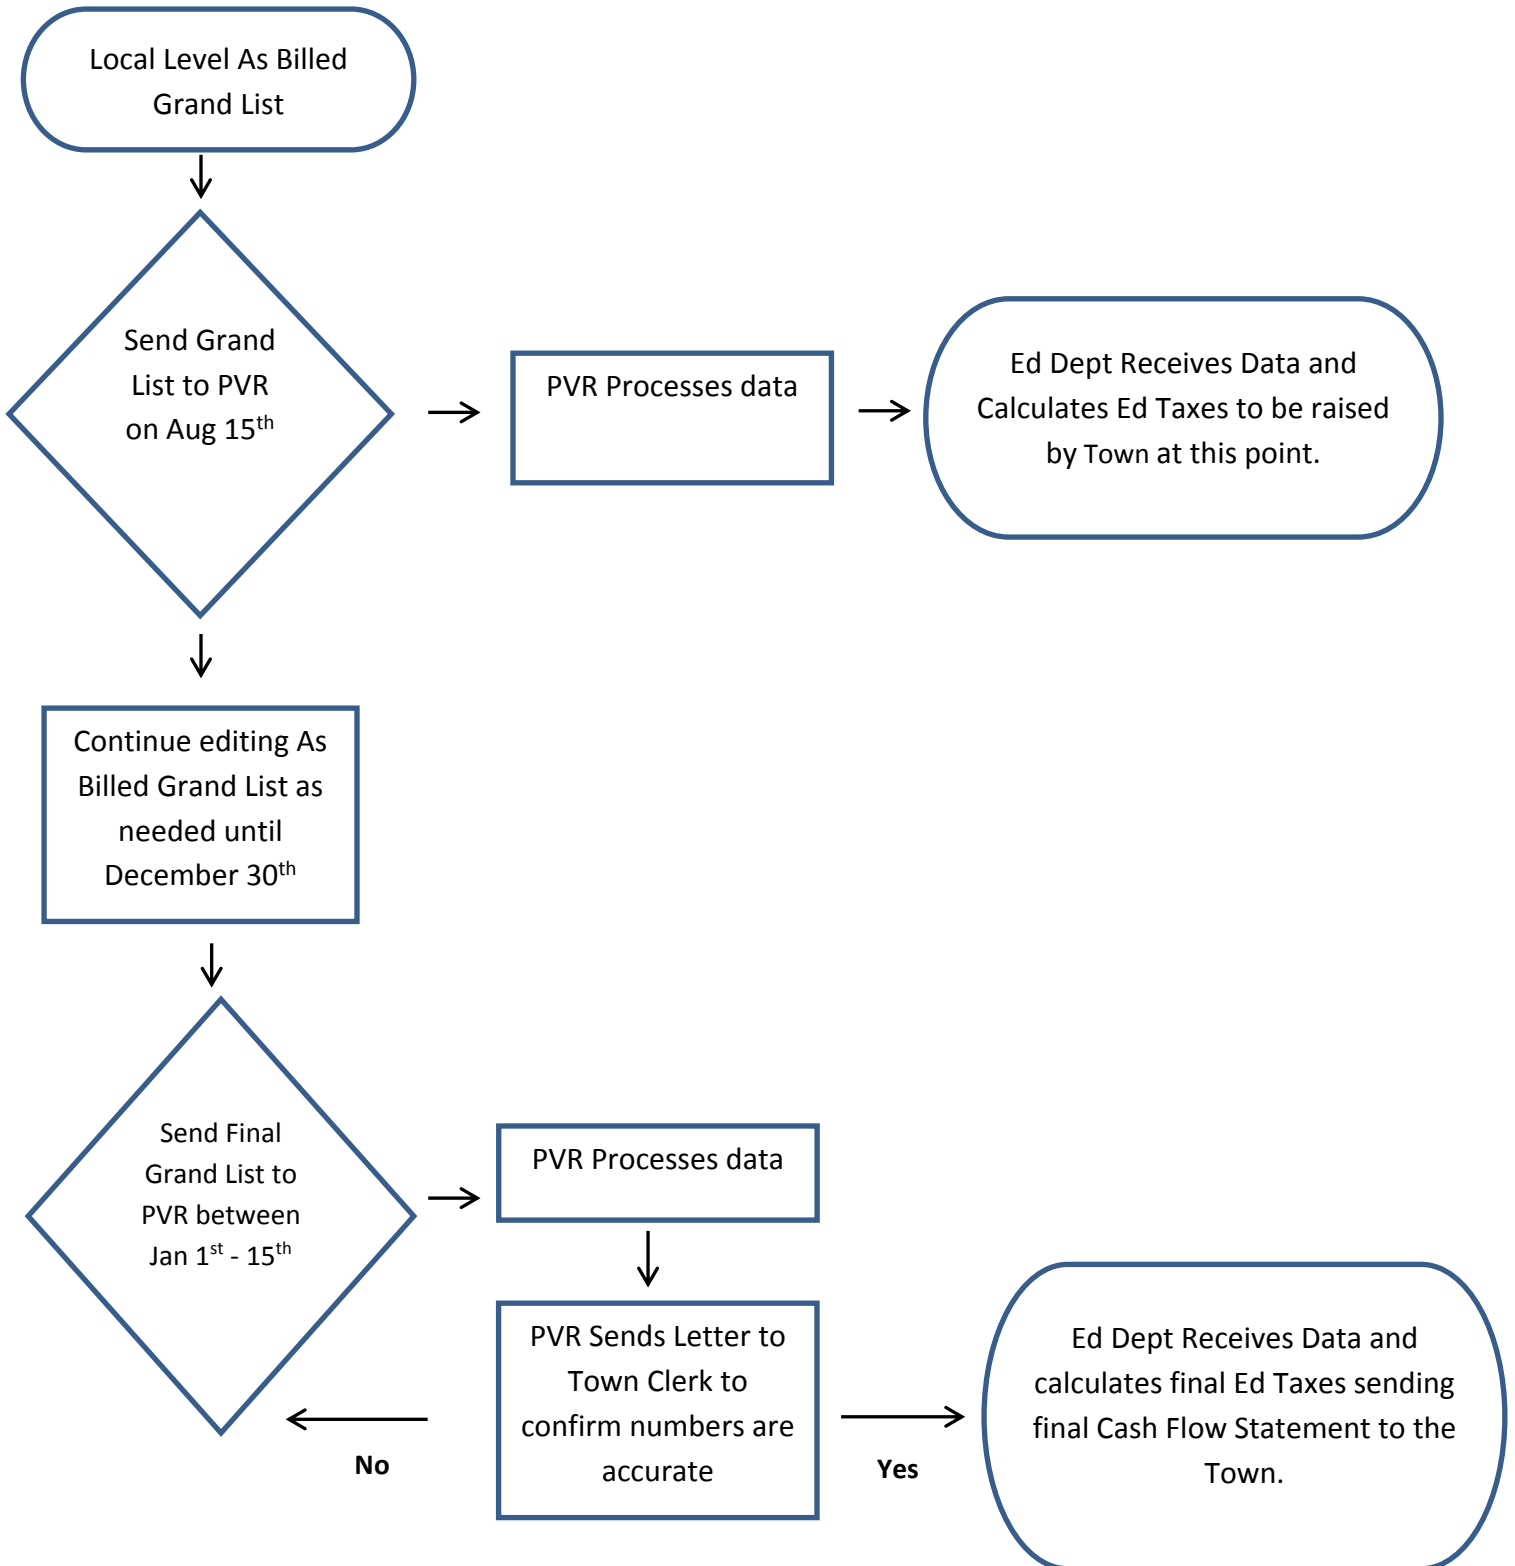 Local Level As Billed
Grand List
Send Grand
List to PVR
on Aug 15th
PVR Processes data
Ed Dept Receives Data and
Calculates Ed Taxes to be raised
by Town at this point.
Continue editing As
Billed Grand List as
needed until
December 30th
Send Final
Grand List to
PVR between
Jan 1st - 15th
PVR Processes data
PVR Sends Letter to
Town Clerk to
confirm numbers are
accurate
No
Yes
Ed Dept Receives Data and
calculates final Ed Taxes sending
final Cash Flow Statement to the
Town.